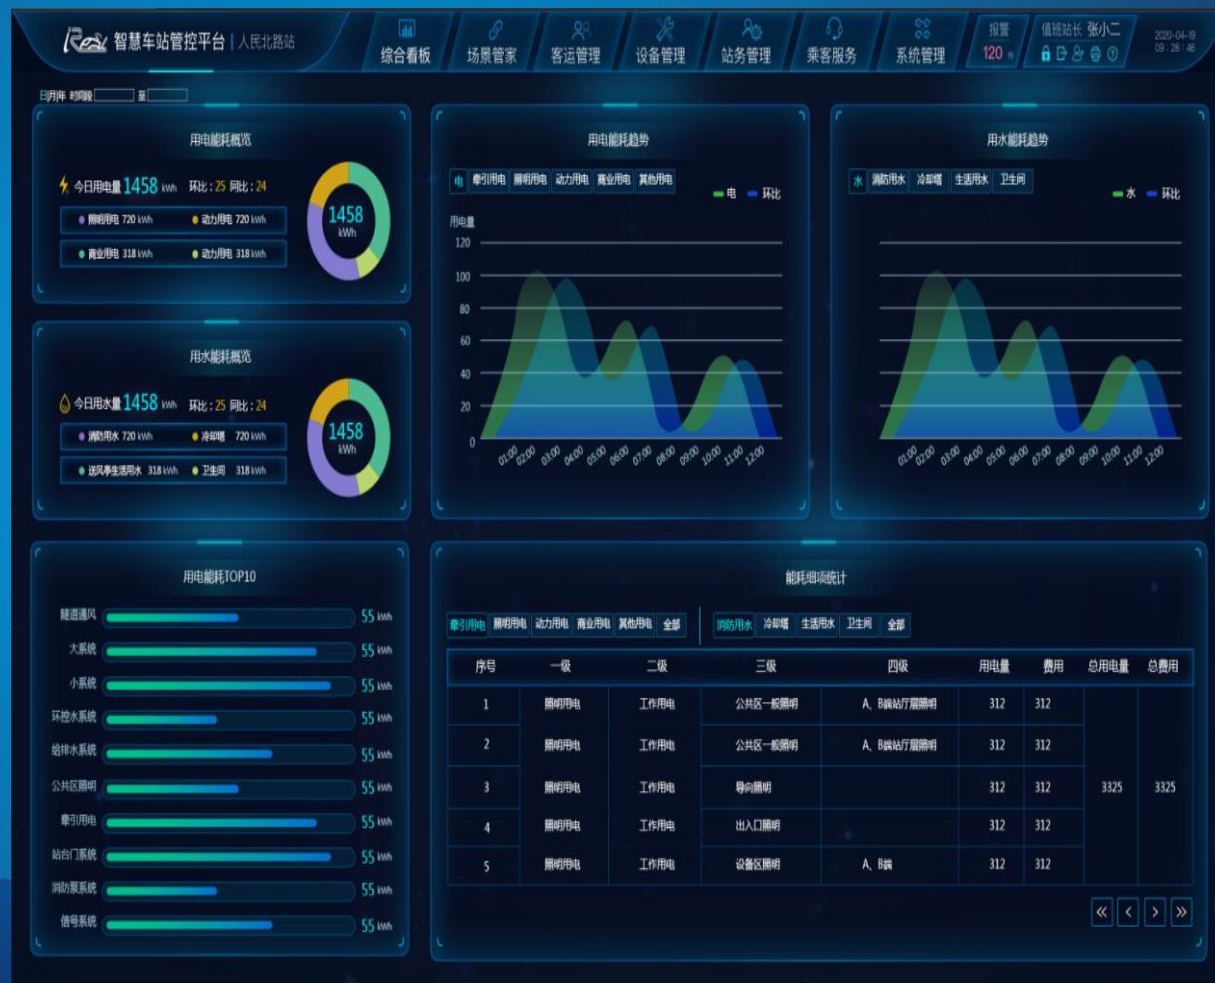 智慧车站管控平台 | 人民北路站
综合看板 场景管家 客运管理 设备管理 站务管理 乘客服务 系统管理
报警 120 件
值班站长 张小二
2020-04-19
09:28:46
日|月|年 时间段 至
用电能耗概览
今日用电量 1458 kWh 环比:25 同比:24
照明用电 720 kWh 动力用电 720 kWh
商业用电 318 kWh 动力用电 318 kWh
1458
kWh
用水能耗概览
今日用水量 1458 kWh 环比:25 同比:24
消防用水 720 kWh 冷却塔 720 kWh
送风亭生活用水 318 kWh 卫生间 318 kWh
1458
kWh
用电能耗趋势
电 牵引用电 照明用电 动力用电 商业用电 其他用电
电 环比
用电量
120
100
80
60
40
20
0
01:00 02:00 03:00 04:00 05:00 06:00 07:00 08:00 09:00 10:00 11:00 12:00
用水能耗趋势
水 消防用水 冷却塔 生活用水 卫生间
水 环比
01:00 02:00 03:00 04:00 05:00 06:00 07:00 08:00 09:00 10:00 11:00 12:00
用电能耗TOP10
隧道通风 55 kWh
大系统 55 kWh
小系统 55 kWh
环控水系统 55 kWh
给排水系统 55 kWh
公共区照明 55 kWh
牵引用电 55 kWh
站台门系统 55 kWh
消防泵系统 55 kWh
信号系统 55 kWh
能耗细项统计
牵引用电 照明用电 动力用电 商业用电 其他用电 全部 消防用水 冷却塔 生活用水 卫生间 全部
序号 一级 二级 三级 四级 用电量 费用 总用电量 总费用
1 照明用电 工作用电 公共区一般照明 A、B端站厅层照明 312 312
2 照明用电 工作用电 公共区一般照明 A、B端站厅层照明 312 312
3 照明用电 工作用电 导向照明 312 312 3325 3325
4 照明用电 工作用电 出入口照明 312 312
5 照明用电 工作用电 设备区照明 A、B端 312 312